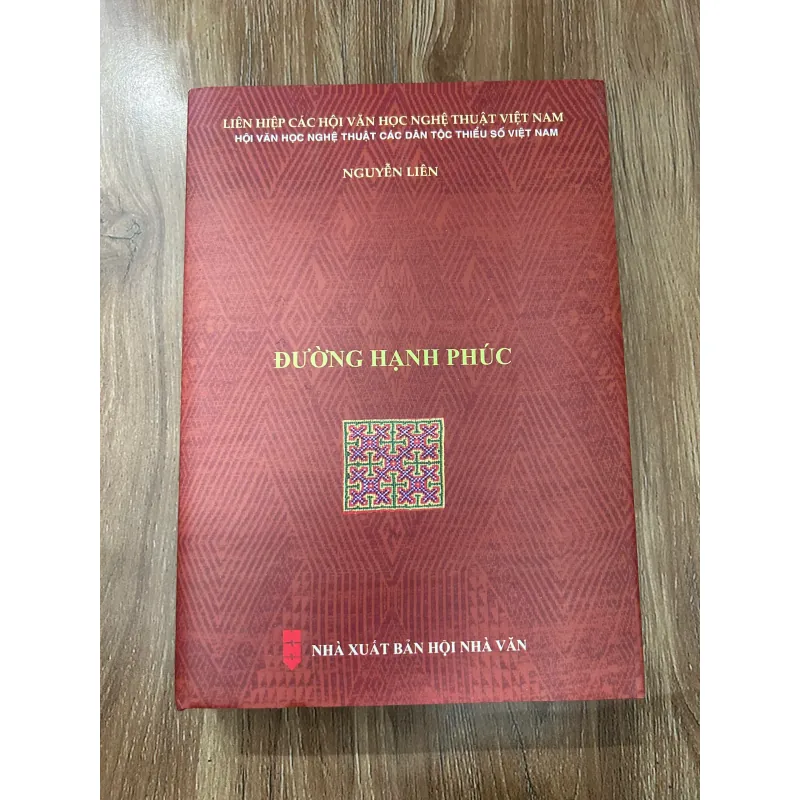 LIÊN HIỆP CÁC HỘI VĂN HỌC NGHỆ THUẬT VIỆT NAM
HỘI VĂN HỌC NGHỆ THUẬT CÁC DÂN TỘC THIỂU SỐ VIỆT NAM
NGUYỄN LIÊN
ĐƯỜNG HẠNH PHÚC
NHÀ XUẤT BẢN HỘI NHÀ VĂN